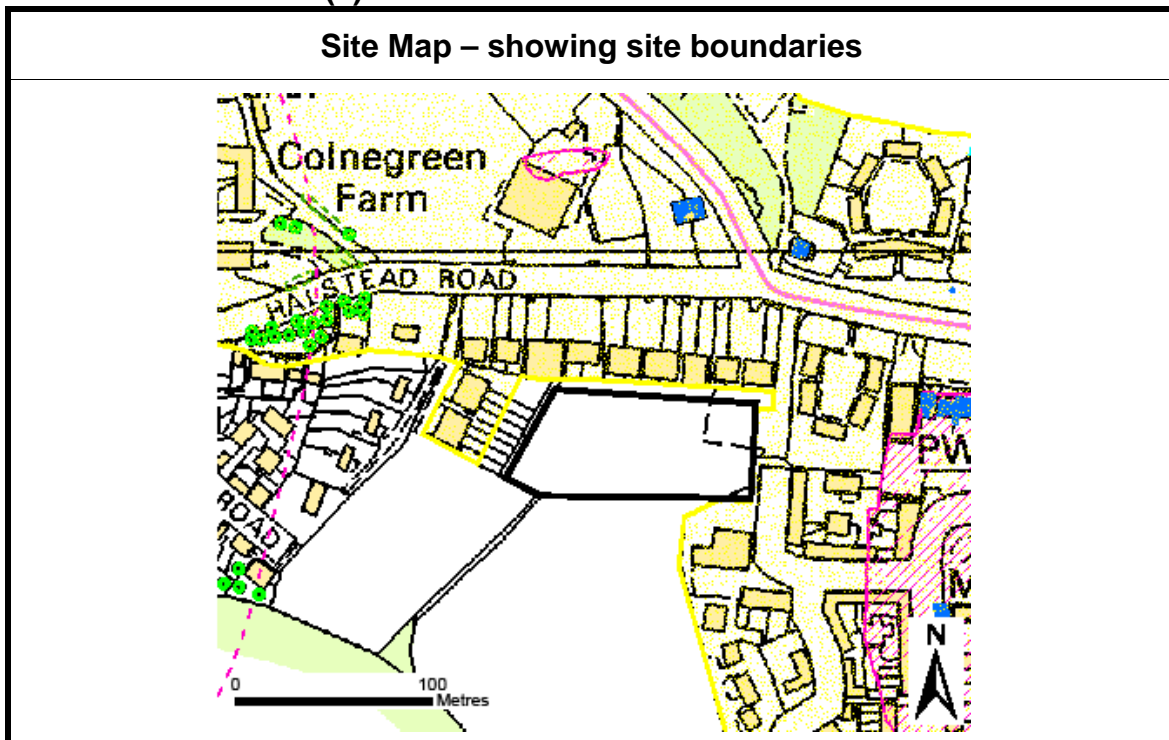 Site Map – showing site boundaries
Colnegreen
Farm
HALSTEAD ROAD
PW
ROAD
M
N
0 100
Metres